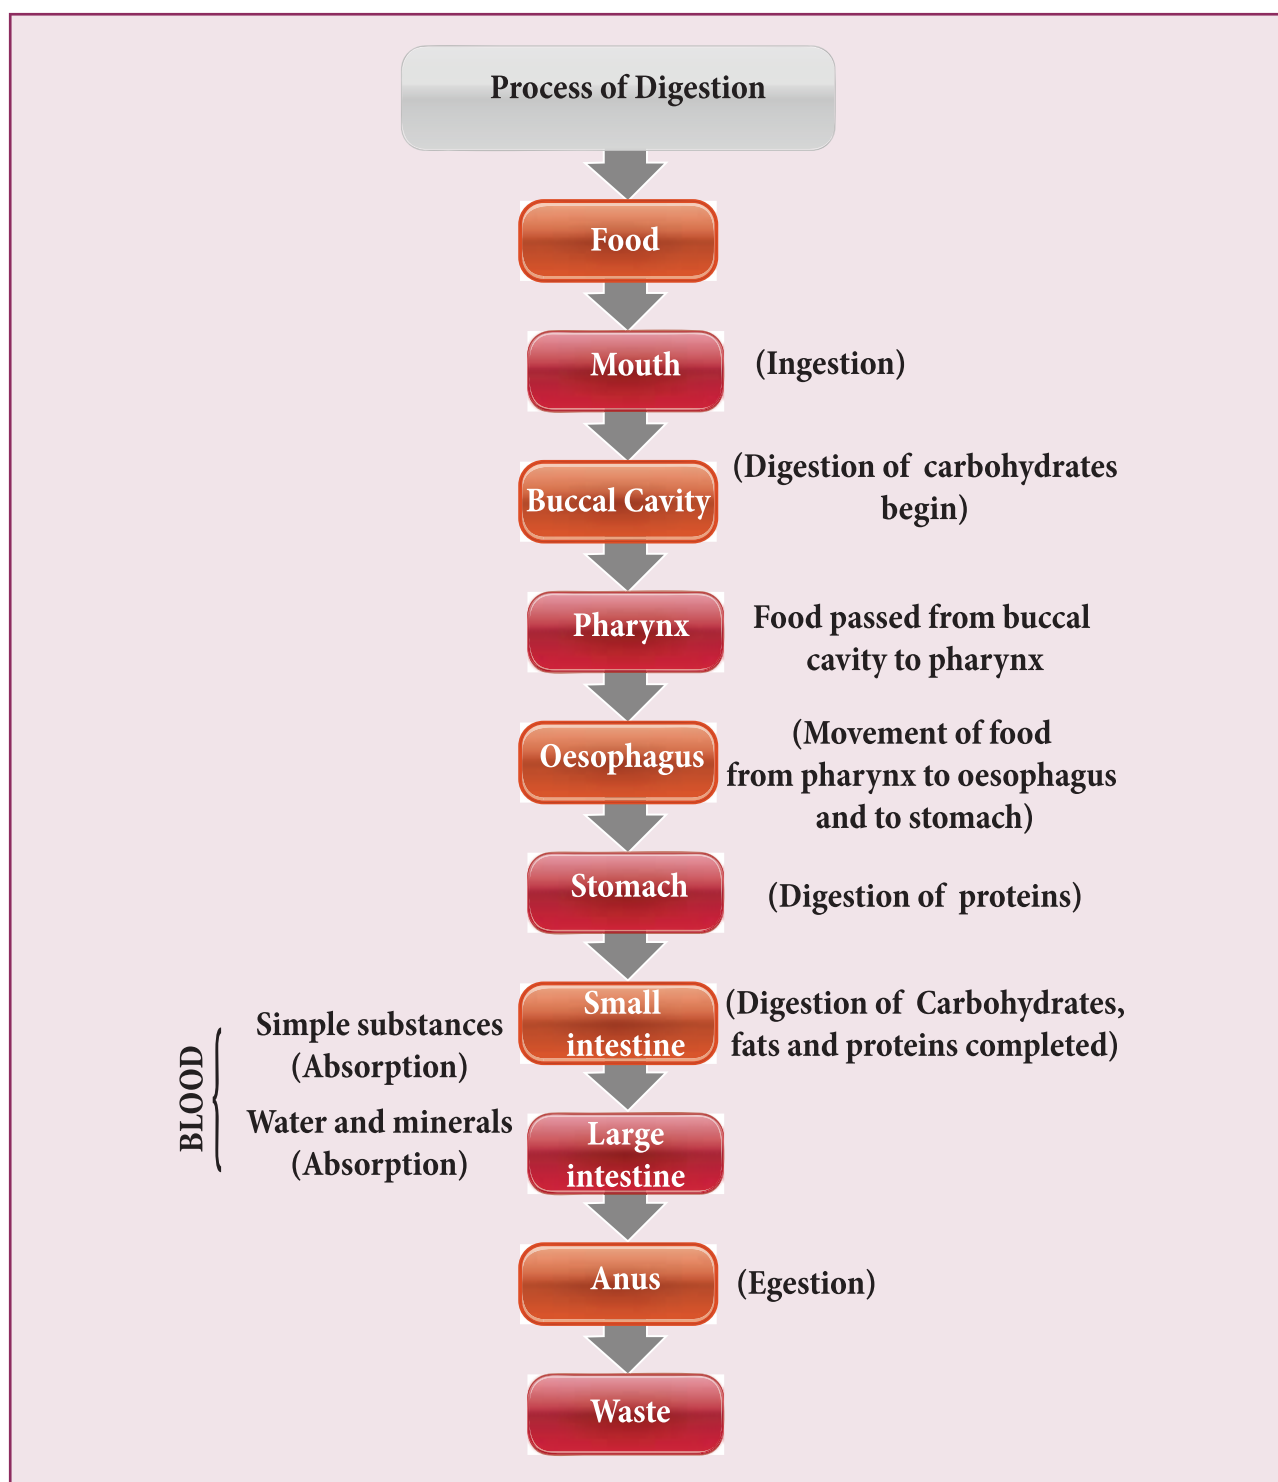 Process of Digestion
Food
Mouth
(Ingestion)
Buccal Cavity
(Digestion of carbohydrates
begin)
Pharynx
Food passed from buccal
cavity to pharynx
Oesophagus
(Movement of food
from pharynx to oesophagus
and to stomach)
Stomach
(Digestion of proteins)
Small
intestine
(Digestion of Carbohydrates,
fats and proteins completed)
BLOOD
Simple substances
(Absorption)
Water and minerals
(Absorption)
Large
intestine
Anus
(Egestion)
Waste